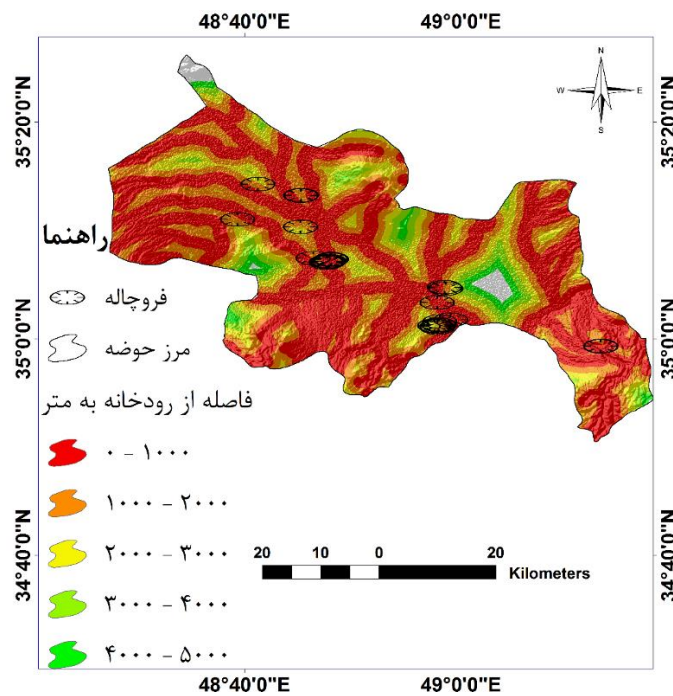 48°40'0"E 49°0'0"E
N
W E
S
35°20'0"N 35°20'0"N
راهنما
فروچاله
مرز حوضه
35°0'0"N 35°0'0"N
فاصله از رودخانه به متر
۰ - ۱۰۰۰
۱۰۰۰ - ۲۰۰۰
۲۰۰۰ - ۳۰۰۰
۳۰۰۰ - ۴۰۰۰
۴۰۰۰ - ۵۰۰۰
34°40'0"N 34°40'0"N
20 10 0 20
Kilometers
48°40'0"E 49°0'0"E